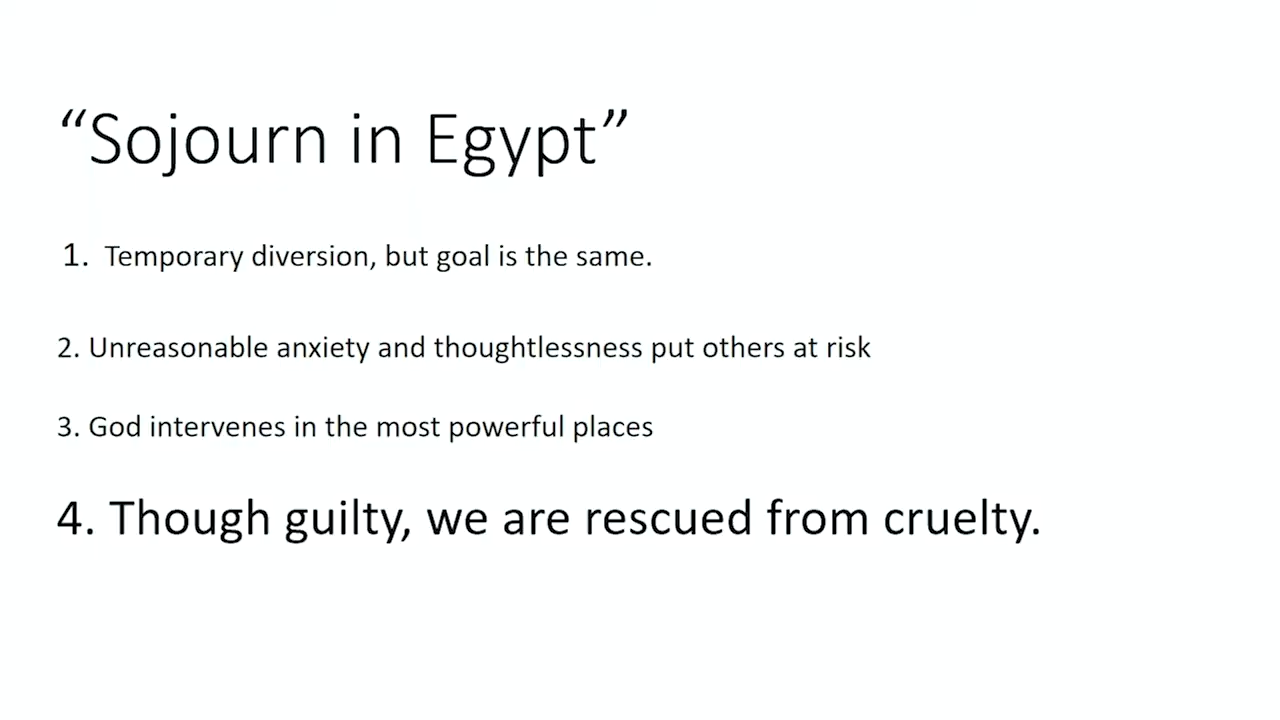 “Sojourn in Egypt”
1. Temporary diversion, but goal is the same.
2. Unreasonable anxiety and thoughtlessness put others at risk
3. God intervenes in the most powerful places
4. Though guilty, we are rescued from cruelty.